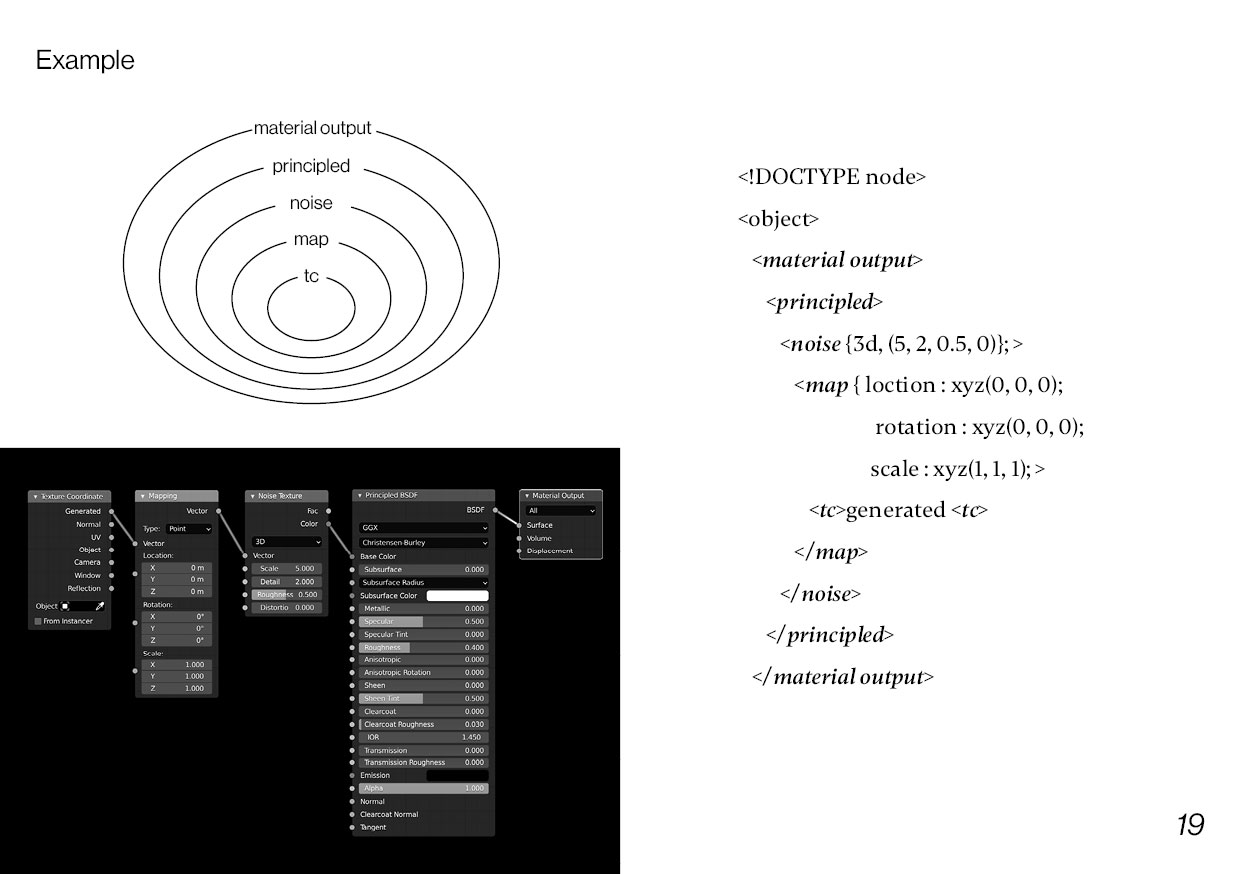 Example
material output
principled
noise
map
tc
Texture Coordinate
Generated
Normal
UV
Object
Camera
Window
Reflection
Object
From Instancer
Mapping
Vector
Type: Point
Vector
Location:
X 0 m
Y 0 m
Z 0 m
Rotation:
X 0°
Y 0°
Z 0°
Scale:
X 1.000
Y 1.000
Z 1.000
Noise Texture
Fac
Color
3D
Vector
Scale 5.000
Detail 2.000
Roughness 0.500
Distortio 0.000
Principled BSDF
BSDF
GGX
Christensen-Burley
Base Color
Subsurface 0.000
Subsurface Radius
Subsurface Color
Metallic 0.000
Specular 0.500
Specular Tint 0.000
Roughness 0.400
Anisotropic 0.000
Anisotropic Rotation 0.000
Sheen 0.000
Sheen Tint 0.500
Clearcoat 0.000
Clearcoat Roughness 0.030
IOR 1.450
Transmission 0.000
Transmission Roughness 0.000
Emission
Alpha 1.000
Normal
Clearcoat Normal
Tangent
Material Output
All
Surface
Volume
Displacement
<!DOCTYPE node>
<object>
<material output>
<principled>
<noise {3d, (5, 2, 0.5, 0)}; >
<map { loction : xyz(0, 0, 0);
rotation : xyz(0, 0, 0);
scale : xyz(1, 1, 1); >
<tc>generated <tc>
</map>
</noise>
</principled>
</material output>
19